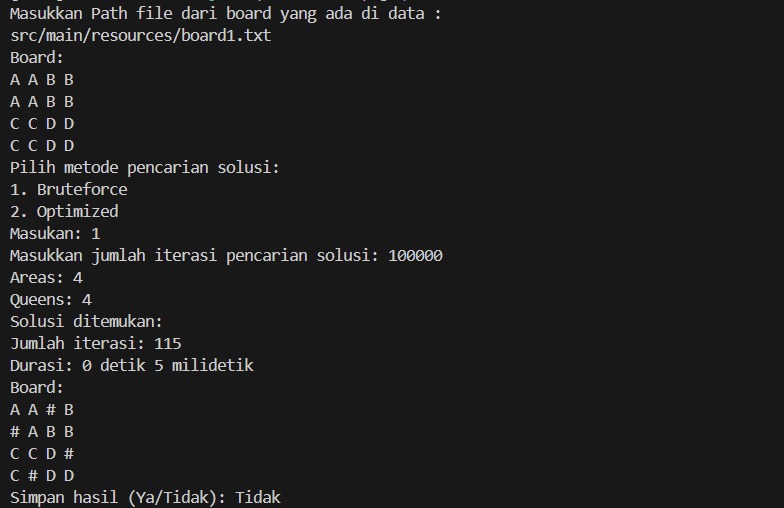 Masukkan Path file dari board yang ada di data :
src/main/resources/board1.txt
Board:
A A B B
A A B B
C C D D
C C D D
Pilih metode pencarian solusi:
1. Bruteforce
2. Optimized
Masukan: 1
Masukkan jumlah iterasi pencarian solusi: 100000
Areas: 4
Queens: 4
Solusi ditemukan:
Jumlah iterasi: 115
Durasi: 0 detik 5 milidetik
Board:
A A # B
# A B B
C C D #
C # D D
Simpan hasil (Ya/Tidak): Tidak